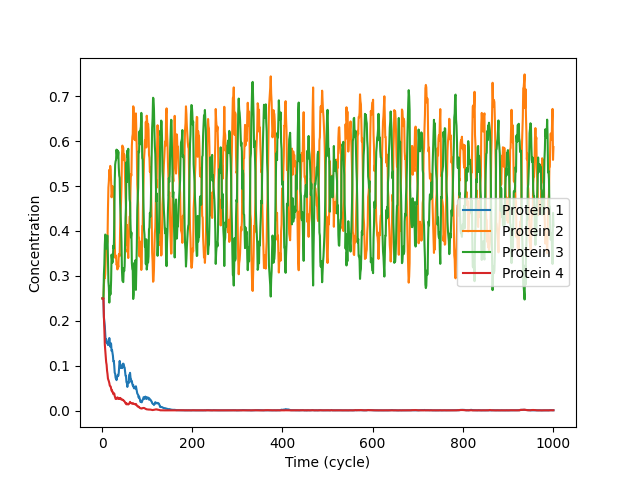 0.7
0.6
0.5
0.4
0.3
0.2
0.1
0.0
Concentration
Protein 1
Protein 2
Protein 3
Protein 4
0 200 400 600 800 1000
Time (cycle)